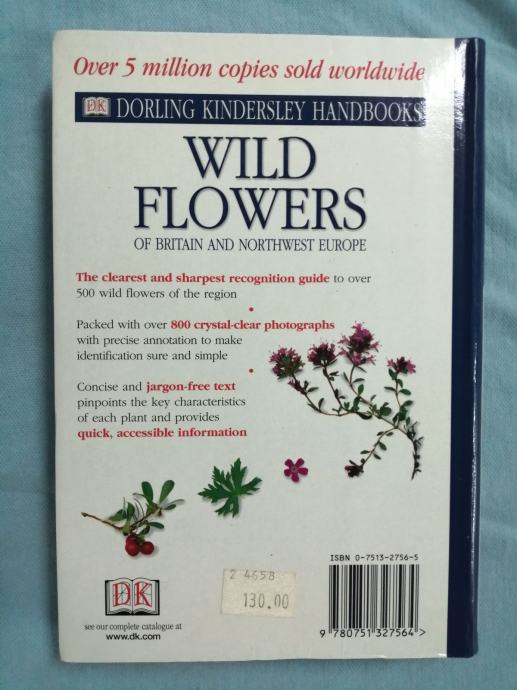 Over 5 million copies sold worldwide
DK DORLING KINDERSLEY HANDBOOKS
WILD
FLOWERS
OF BRITAIN AND NORTHWEST EUROPE
The clearest and sharpest recognition guide to over
500 wild flowers of the region
•
Packed with over 800 crystal-clear photographs
with precise annotation to make
identification sure and simple
•
Concise and jargon-free text
pinpoints the key characteristics
of each plant and provides
quick, accessible information
2 4658
130.00
DK
see our complete catalogue at
www.dk.com
ISBN 0-7513-2756-5
9 780751 327564 >